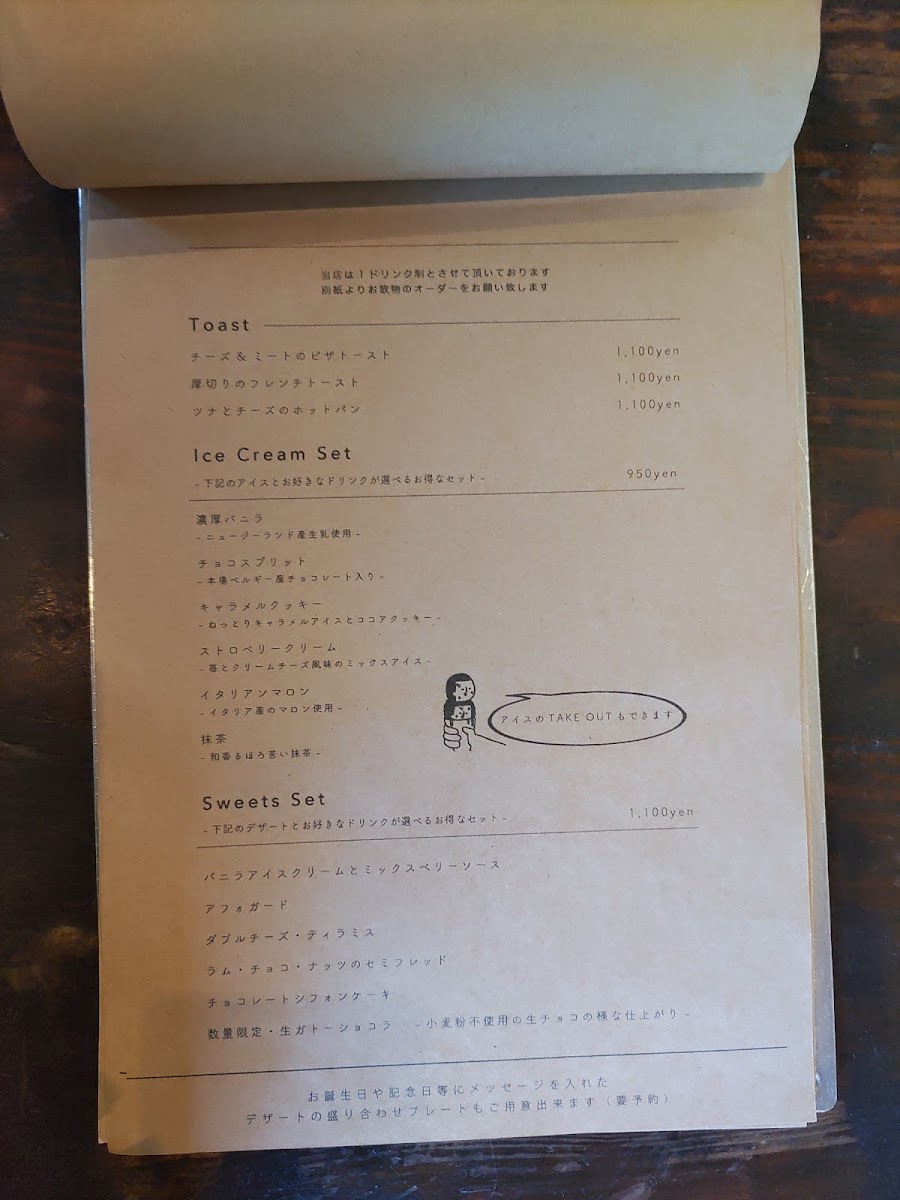 当店は1ドリンク制とさせて頂いております
別紙よりお飲物のオーダーをお願い致します
Toast
チーズ&ミートのピザトースト 1,100yen
厚切りのフレンチトースト 1,100yen
ツナとチーズのホットパン 1,100yen
Ice Cream Set
-下記のアイスとお好きなドリンクが選べるお得なセット- 950yen
濃厚バニラ
-ニュージーランド産生乳使用-
チョコスプリット
-本場ベルギー産チョコレート入り-
キャラメルクッキー
-ねっとりキャラメルアイスとココアクッキー-
ストロベリークリーム
-苺とクリームチーズ風味のミックスアイス-
イタリアンマロン
-イタリア産のマロン使用-
アイスのTAKE OUTもできます
抹茶
-和香るほろ苦い抹茶-
Sweets Set
-下記のデザートとお好きなドリンクが選べるお得なセット- 1,100yen
バニラアイスクリームとミックスベリーソース
アフォガード
ダブルチーズ・ティラミス
ラム・チョコ・ナッツのセミフレッド
チョコレートシフォンケーキ
数量限定・生ガトーショコラ -小麦粉不使用の生チョコの様な仕上がり-
お誕生日や記念日等にメッセージを入れた
デザートの盛り合わせプレートもご用意出来ます(要予約)